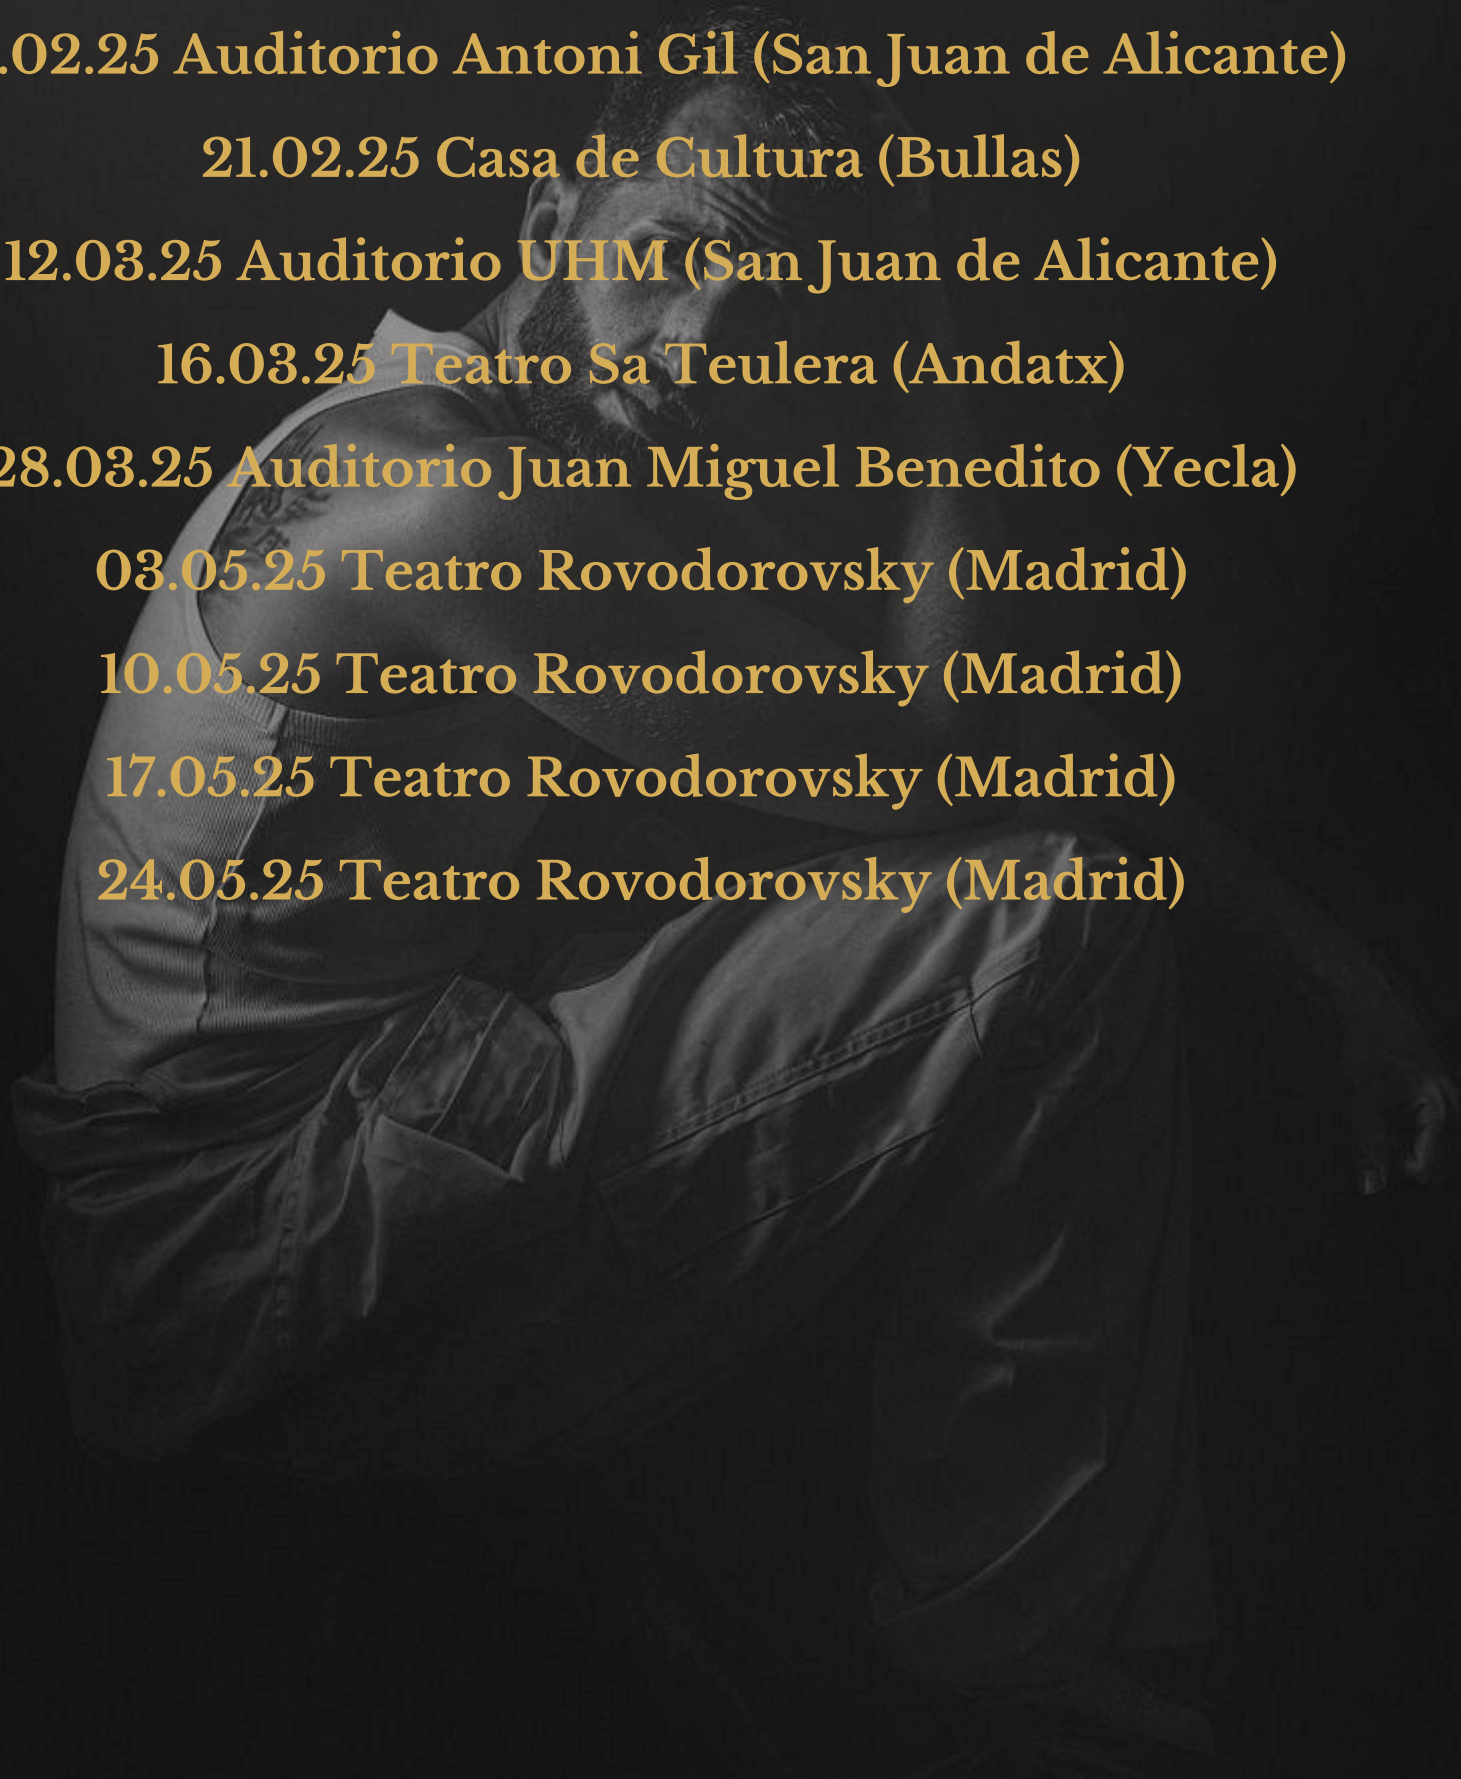 .02.25 Auditorio Antoni Gil (San Juan de Alicante)
21.02.25 Casa de Cultura (Bullas)
12.03.25 Auditorio UHM (San Juan de Alicante)
16.03.25 Teatro Sa Teulera (Andatx)
28.03.25 Auditorio Juan Miguel Benedito (Yecla)
03.05.25 Teatro Rovodorovsky (Madrid)
10.05.25 Teatro Rovodorovsky (Madrid)
17.05.25 Teatro Rovodorovsky (Madrid)
24.05.25 Teatro Rovodorovsky (Madrid)